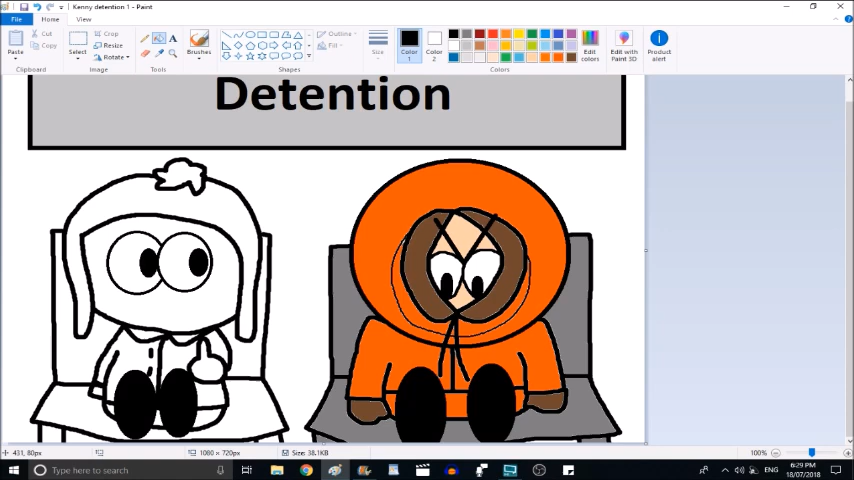 Kenny detention 1 - Paint
File Home View
Paste Cut Copy Select Crop Resize Rotate Brushes Outline Fill Size Color 1 Color 2 Edit colors Edit with Paint 3D Product alert
Clipboard Image Tools Shapes Colors
Detention
431, 80px 1080 × 720px Size: 38.1KB 100%
Type here to search ENG 6:29 PM
18/07/2018